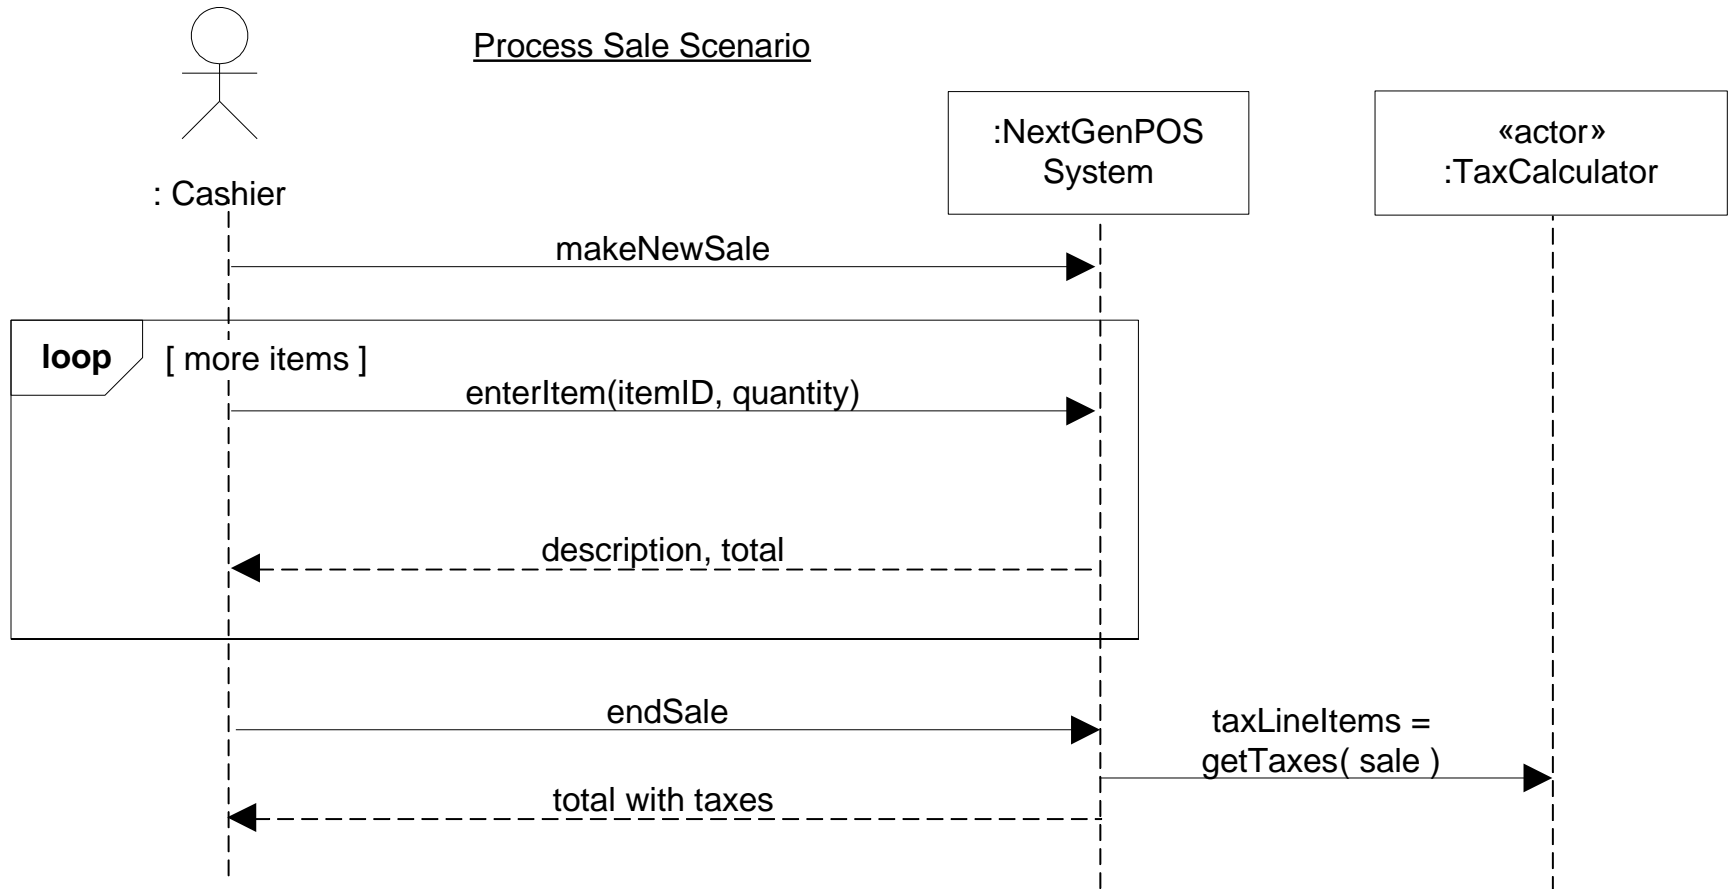 Process Sale Scenario
:NextGenPOS
System
«actor»
:TaxCalculator
: Cashier
makeNewSale
loop
[ more items ]
enterItem(itemID, quantity)
description, total
endSale
taxLineItems =
getTaxes( sale )
total with taxes